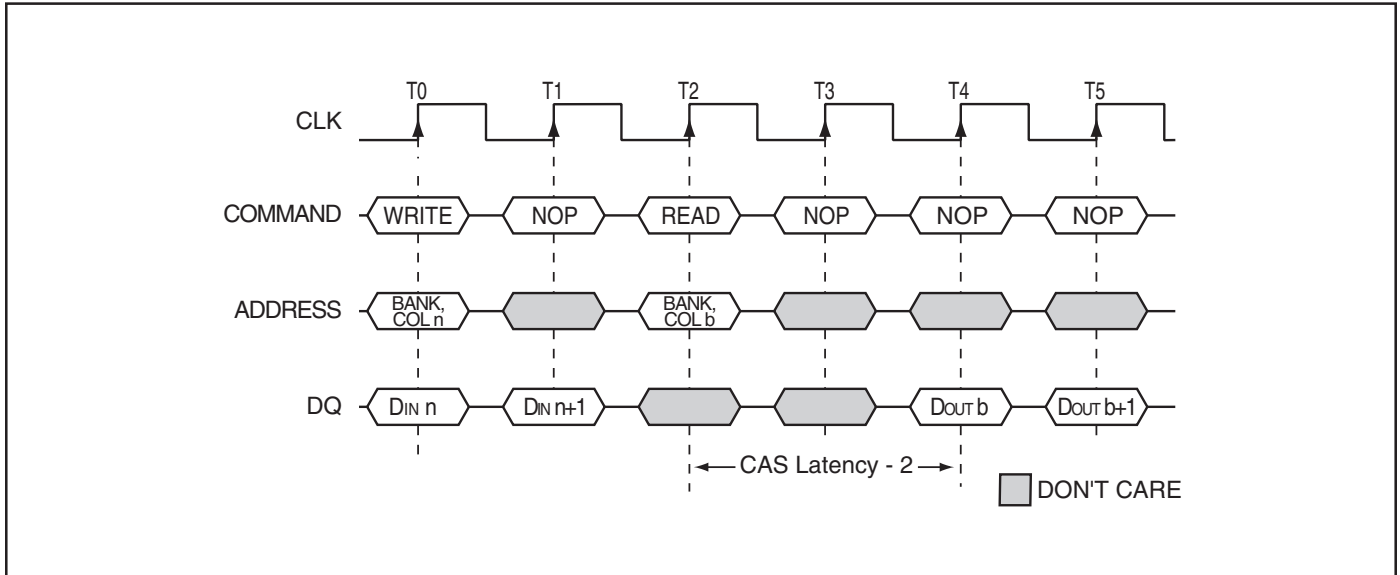 T0 T1 T2 T3 T4 T5
CLK
COMMAND WRITE NOP READ NOP NOP NOP
ADDRESS BANK, COL n BANK, COL b
DQ DIN n DIN n+1 DOUT b DOUT b+1
CAS Latency - 2
DON'T CARE